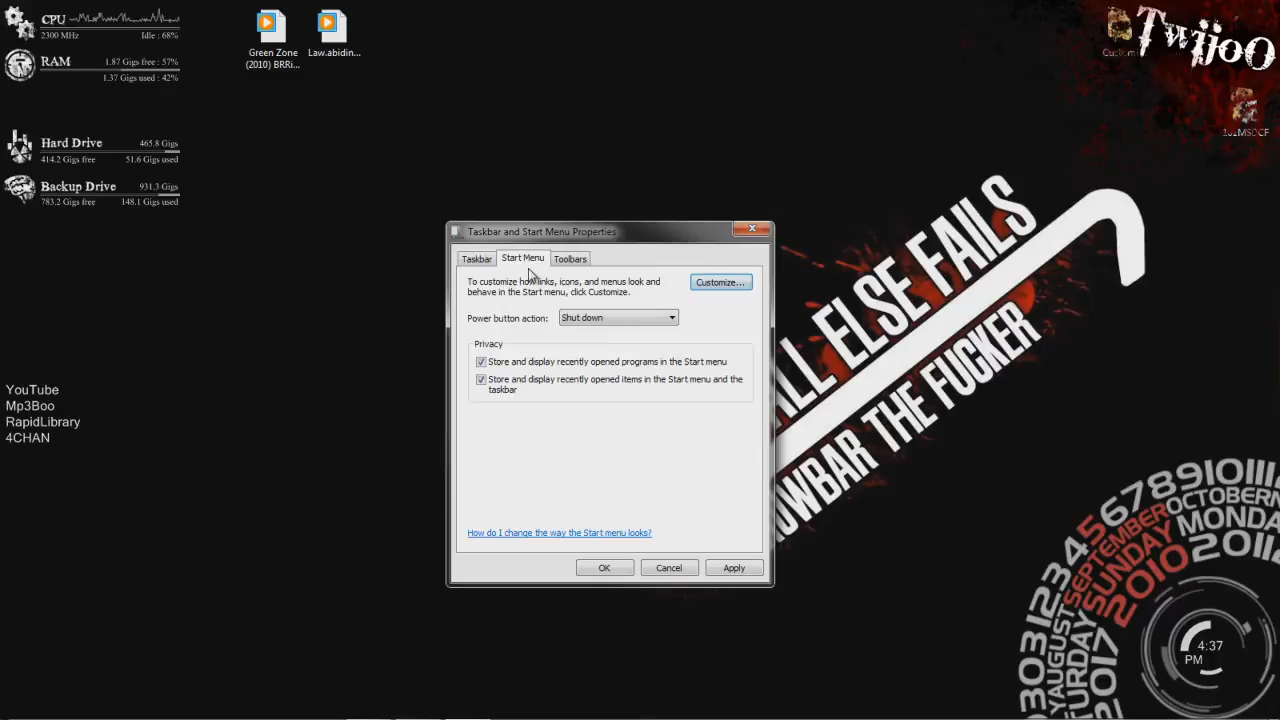 CPU
2300 MHz Idle : 68%
RAM 1.87 Gigs free : 57%
1.37 Gigs used : 42%
Hard Drive 465.8 Gigs
414.2 Gigs free 51.6 Gigs used
Backup Drive 931.3 Gigs
783.2 Gigs free 148.1 Gigs used
Green Zone
(2010) BRRi...
Law.abidin...
TwijoO
YouTube
Mp3Boo
RapidLibrary
4CHAN
Taskbar and Start Menu Properties
Taskbar Start Menu Toolbars
To customize how links, icons, and menus look and
behave in the Start menu, click Customize.
Customize...
Power button action: Shut down
Privacy
Store and display recently opened programs in the Start menu
Store and display recently opened items in the Start menu and the
taskbar
How do I change the way the Start menu looks?
OK Cancel Apply
ALL ELSE FAILS
OWBAR THE FUCKER
OCTOBER
MONDA
2011
SEPTEMBER
SUNDAY
2010
AUGUST
SATURDAY
2017
4:37
PM